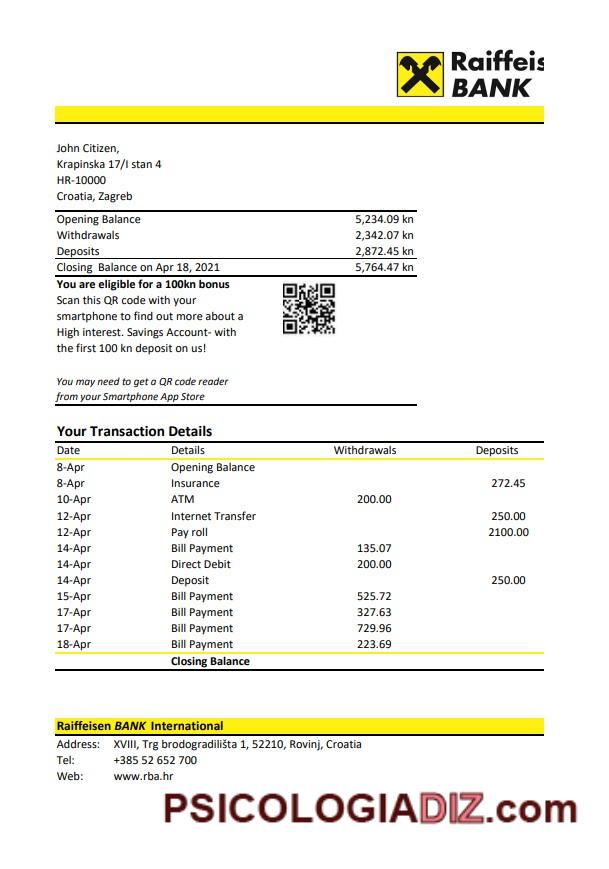 Raiffeis
BANK
John Citizen,
Krapinska 17/I stan 4
HR-10000
Croatia, Zagreb
Opening Balance 5,234.09 kn
Withdrawals 2,342.07 kn
Deposits 2,872.45 kn
Closing Balance on Apr 18, 2021 5,764.47 kn
You are eligible for a 100kn bonus
Scan this QR code with your
smartphone to find out more about a
High interest. Savings Account- with
the first 100 kn deposit on us!
You may need to get a QR code reader
from your Smartphone App Store
Your Transaction Details
Date Details Withdrawals Deposits
8-Apr Opening Balance
8-Apr Insurance 272.45
10-Apr ATM 200.00
12-Apr Internet Transfer 250.00
12-Apr Pay roll 2100.00
14-Apr Bill Payment 135.07
14-Apr Direct Debit 200.00
14-Apr Deposit 250.00
15-Apr Bill Payment 525.72
17-Apr Bill Payment 327.63
17-Apr Bill Payment 729.96
18-Apr Bill Payment 223.69
Closing Balance
Raiffeisen BANK International
Address: XVIII, Trg brodogradilišta 1, 52210, Rovinj, Croatia
Tel: +385 52 652 700
Web: www.rba.hr
PSICOLOGIADIZ.com